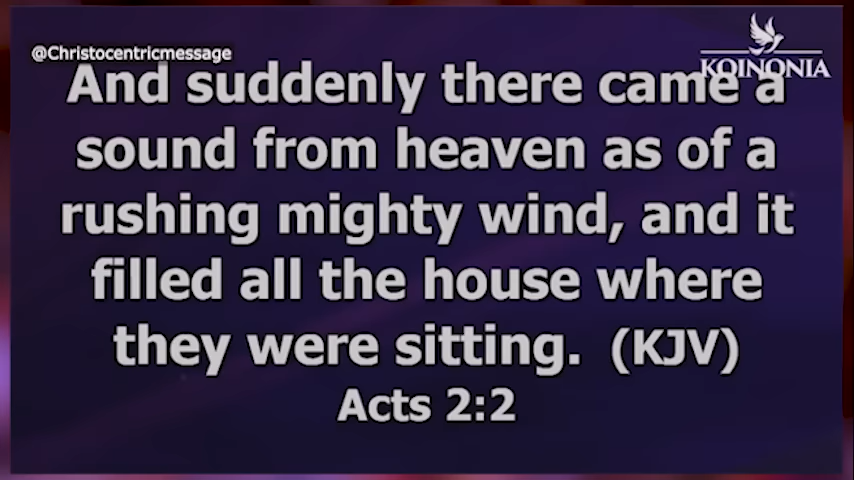 @Christocentricmessage
KOINONIA
And suddenly there came a
sound from heaven as of a
rushing mighty wind, and it
filled all the house where
they were sitting. (KJV)
Acts 2:2